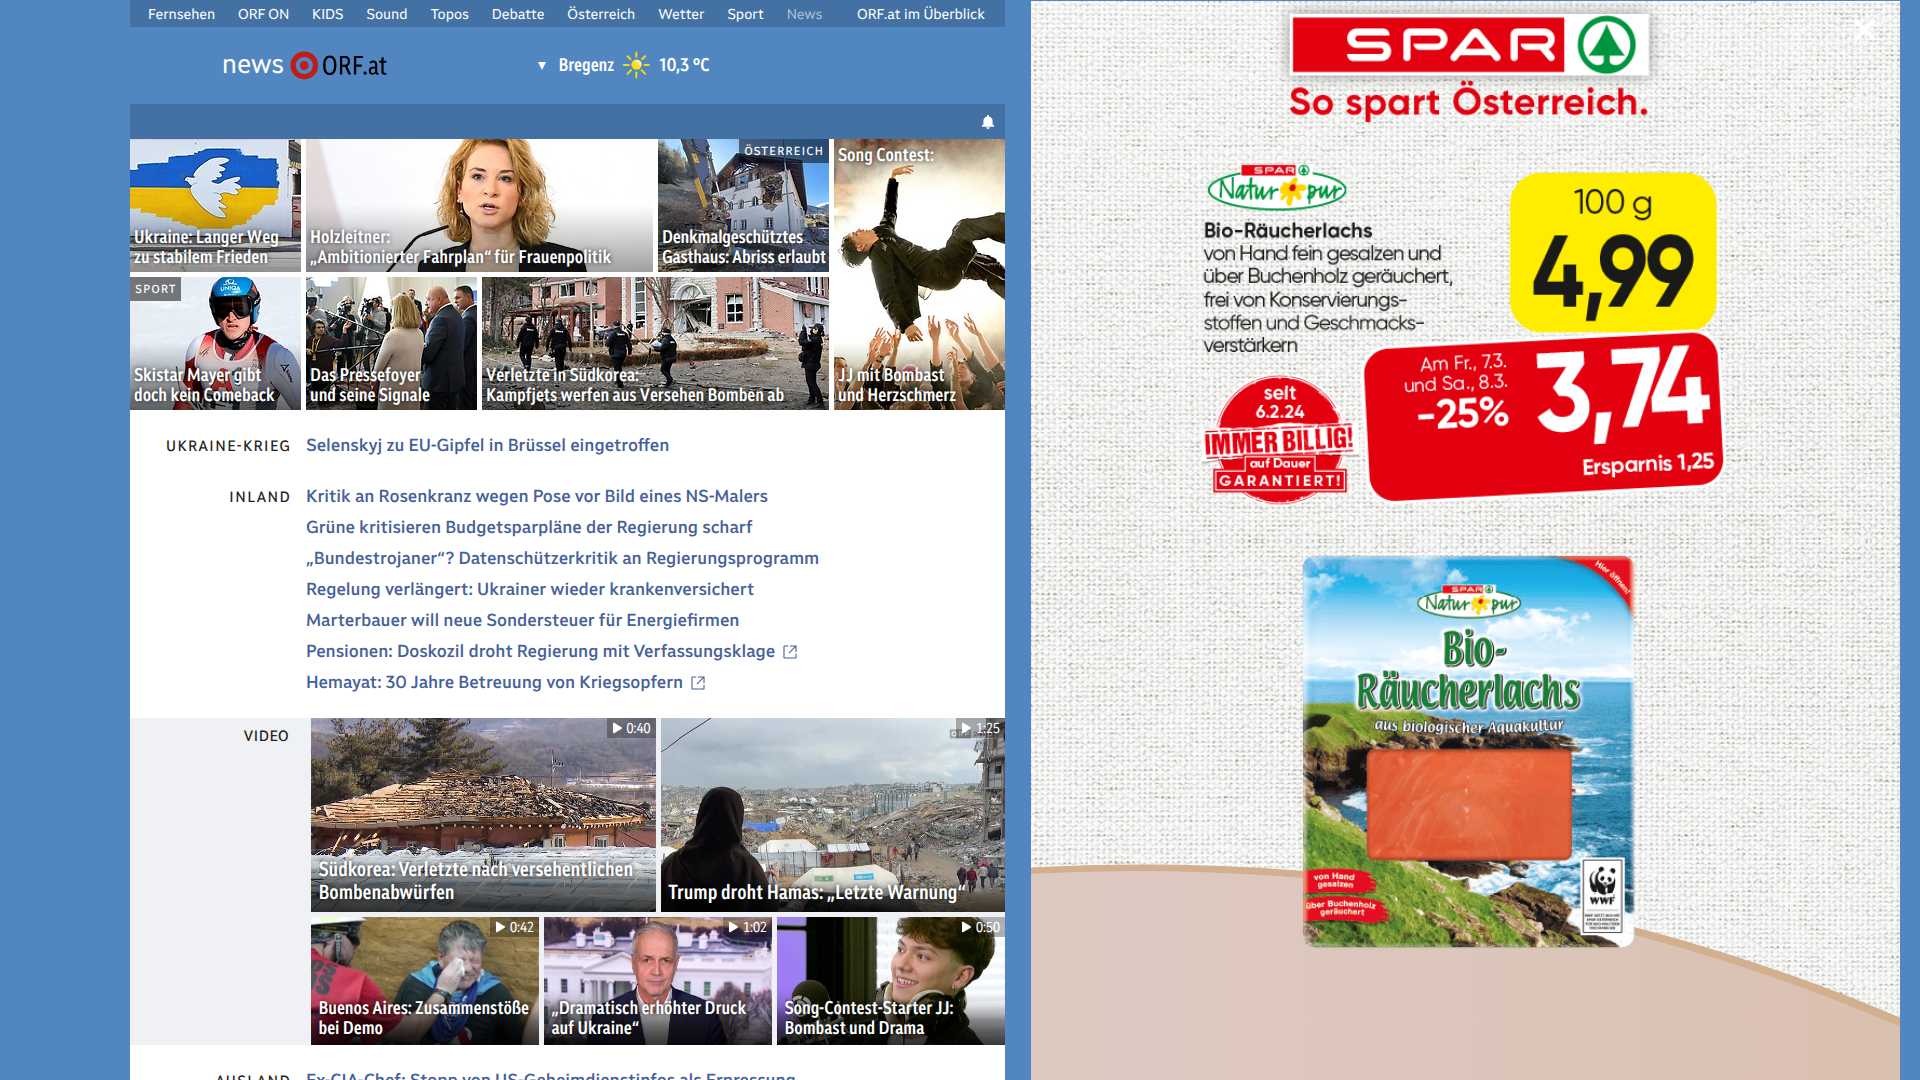 Fernsehen ORF ON KIDS Sound Topos Debatte Österreich Wetter Sport News ORF.at im Überblick
news ORF.at
Bregenz 10,3 °C
Ukraine: Langer Weg
zu stabilem Frieden
Holzleitner:
„Ambitionierter Fahrplan“ für Frauenpolitik
ÖSTERREICH
Denkmalgeschütztes
Gasthaus: Abriss erlaubt
Song Contest:
JJ mit Bombast
und Herzschmerz
SPORT
Skistar Mayer gibt
doch kein Comeback
Das Pressefoyer
und seine Signale
Verletzte in Südkorea:
Kampfjets werfen aus Versehen Bomben ab
UKRAINE-KRIEG
Selenskyj zu EU-Gipfel in Brüssel eingetroffen
INLAND
Kritik an Rosenkranz wegen Pose vor Bild eines NS-Malers
Grüne kritisieren Budgetsparpläne der Regierung scharf
„Bundestrojaner“? Datenschützerkritik an Regierungsprogramm
Regelung verlängert: Ukrainer wieder krankenversichert
Marterbauer will neue Sondersteuer für Energiefirmen
Pensionen: Doskozil droht Regierung mit Verfassungsklage
Hemayat: 30 Jahre Betreuung von Kriegsopfern
VIDEO
0:40
Südkorea: Verletzte nach versehentlichen
Bombenabwürfen
1:25
Trump droht Hamas: „Letzte Warnung“
0:42
Buenos Aires: Zusammenstöße
bei Demo
1:02
„Dramatisch erhöhter Druck
auf Ukraine“
0:50
Song-Contest-Starter JJ:
Bombast und Drama
AUSLAND
Ex-CIA-Chef: Stopp von US-Geheimdienstinfos als Erpressung
SPAR
So spart Österreich.
SPAR
Natur pur
Bio-Räucherlachs
von Hand fein gesalzen und
über Buchenholz geräuchert,
frei von Konservierungs-
stoffen und Geschmacks-
verstärkern
100 g
4,99
Am Fr., 7.3.
und Sa., 8.3.
-25%
3,74
Ersparnis 1,25
seit
6.2.24
IMMER BILLIG!
auf Dauer
GARANTIERT!
Hier öffnen!
SPAR
Natur pur
Bio-
Räucherlachs
aus biologischer Aquakultur
von Hand
gesalzen
über Buchenholz
geräuchert
WWF